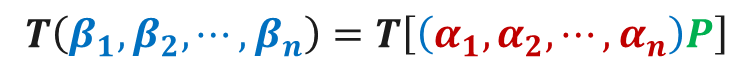 T(β₁, β₂, ⋯, βₙ) = T[(α₁, α₂, ⋯, αₙ)P]